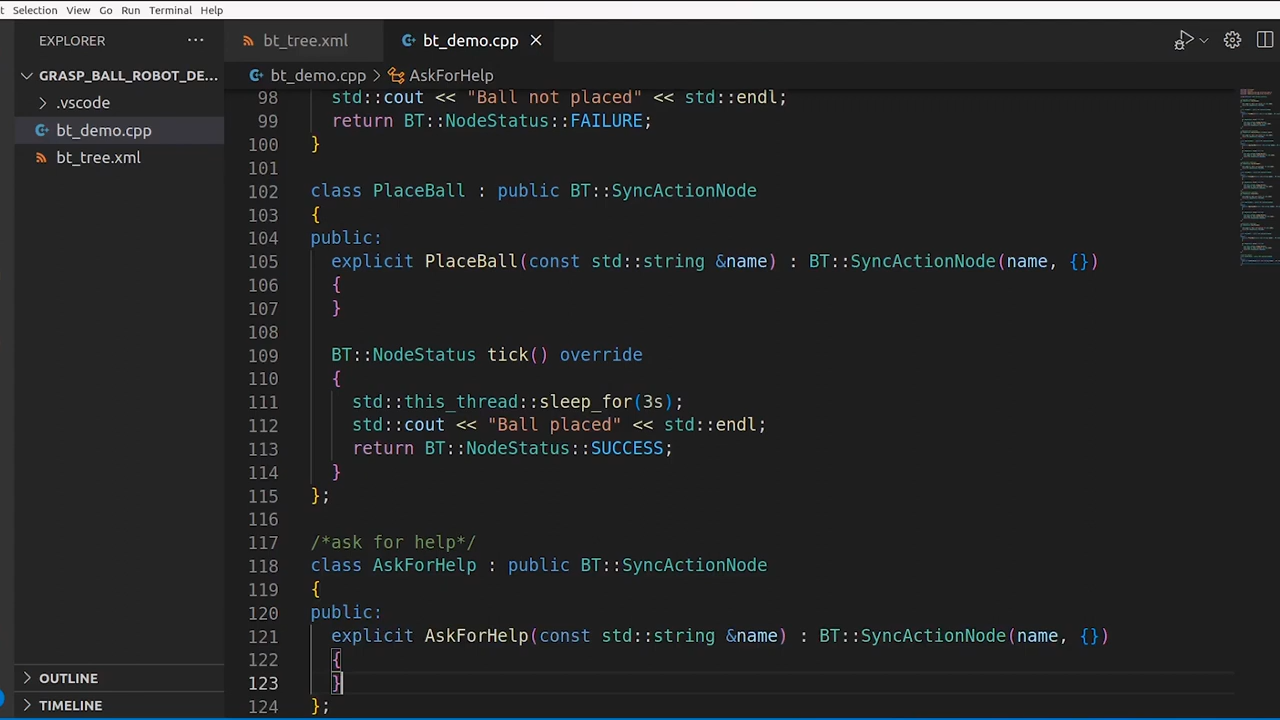 t Selection View Go Run Terminal Help
EXPLORER ···
bt_tree.xml
bt_demo.cpp
bt_demo.cpp > AskForHelp
GRASP_BALL_ROBOT_DE...
.vscode
bt_demo.cpp
bt_tree.xml
98 std::cout << "Ball not placed" << std::endl;
99 return BT::NodeStatus::FAILURE;
100 }
101
102 class PlaceBall : public BT::SyncActionNode
103 {
104 public:
105 explicit PlaceBall(const std::string &name) : BT::SyncActionNode(name, {})
106 {
107 }
108
109 BT::NodeStatus tick() override
110 {
111 std::this_thread::sleep_for(3s);
112 std::cout << "Ball placed" << std::endl;
113 return BT::NodeStatus::SUCCESS;
114 }
115 };
116
117 /*ask for help*/
118 class AskForHelp : public BT::SyncActionNode
119 {
120 public:
121 explicit AskForHelp(const std::string &name) : BT::SyncActionNode(name, {})
122 {
123 }
124 };
OUTLINE
TIMELINE